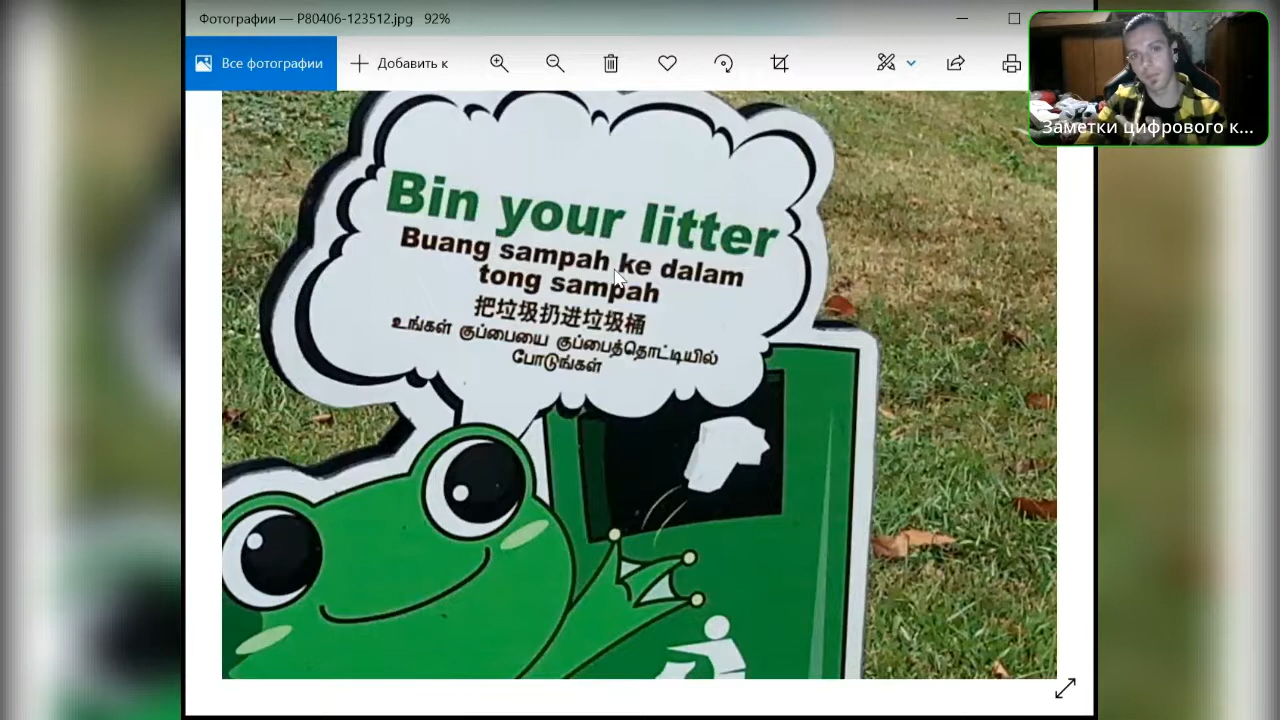 Фотографии — P80406-123512.jpg 92%
Все фотографии
Добавить к
Заметки цифрового к...
Bin your litter
Buang sampah ke dalam
tong sampah
把垃圾扔进垃圾桶
உங்கள் குப்பையை குப்பைத்தொட்டியில்
போடுங்கள்